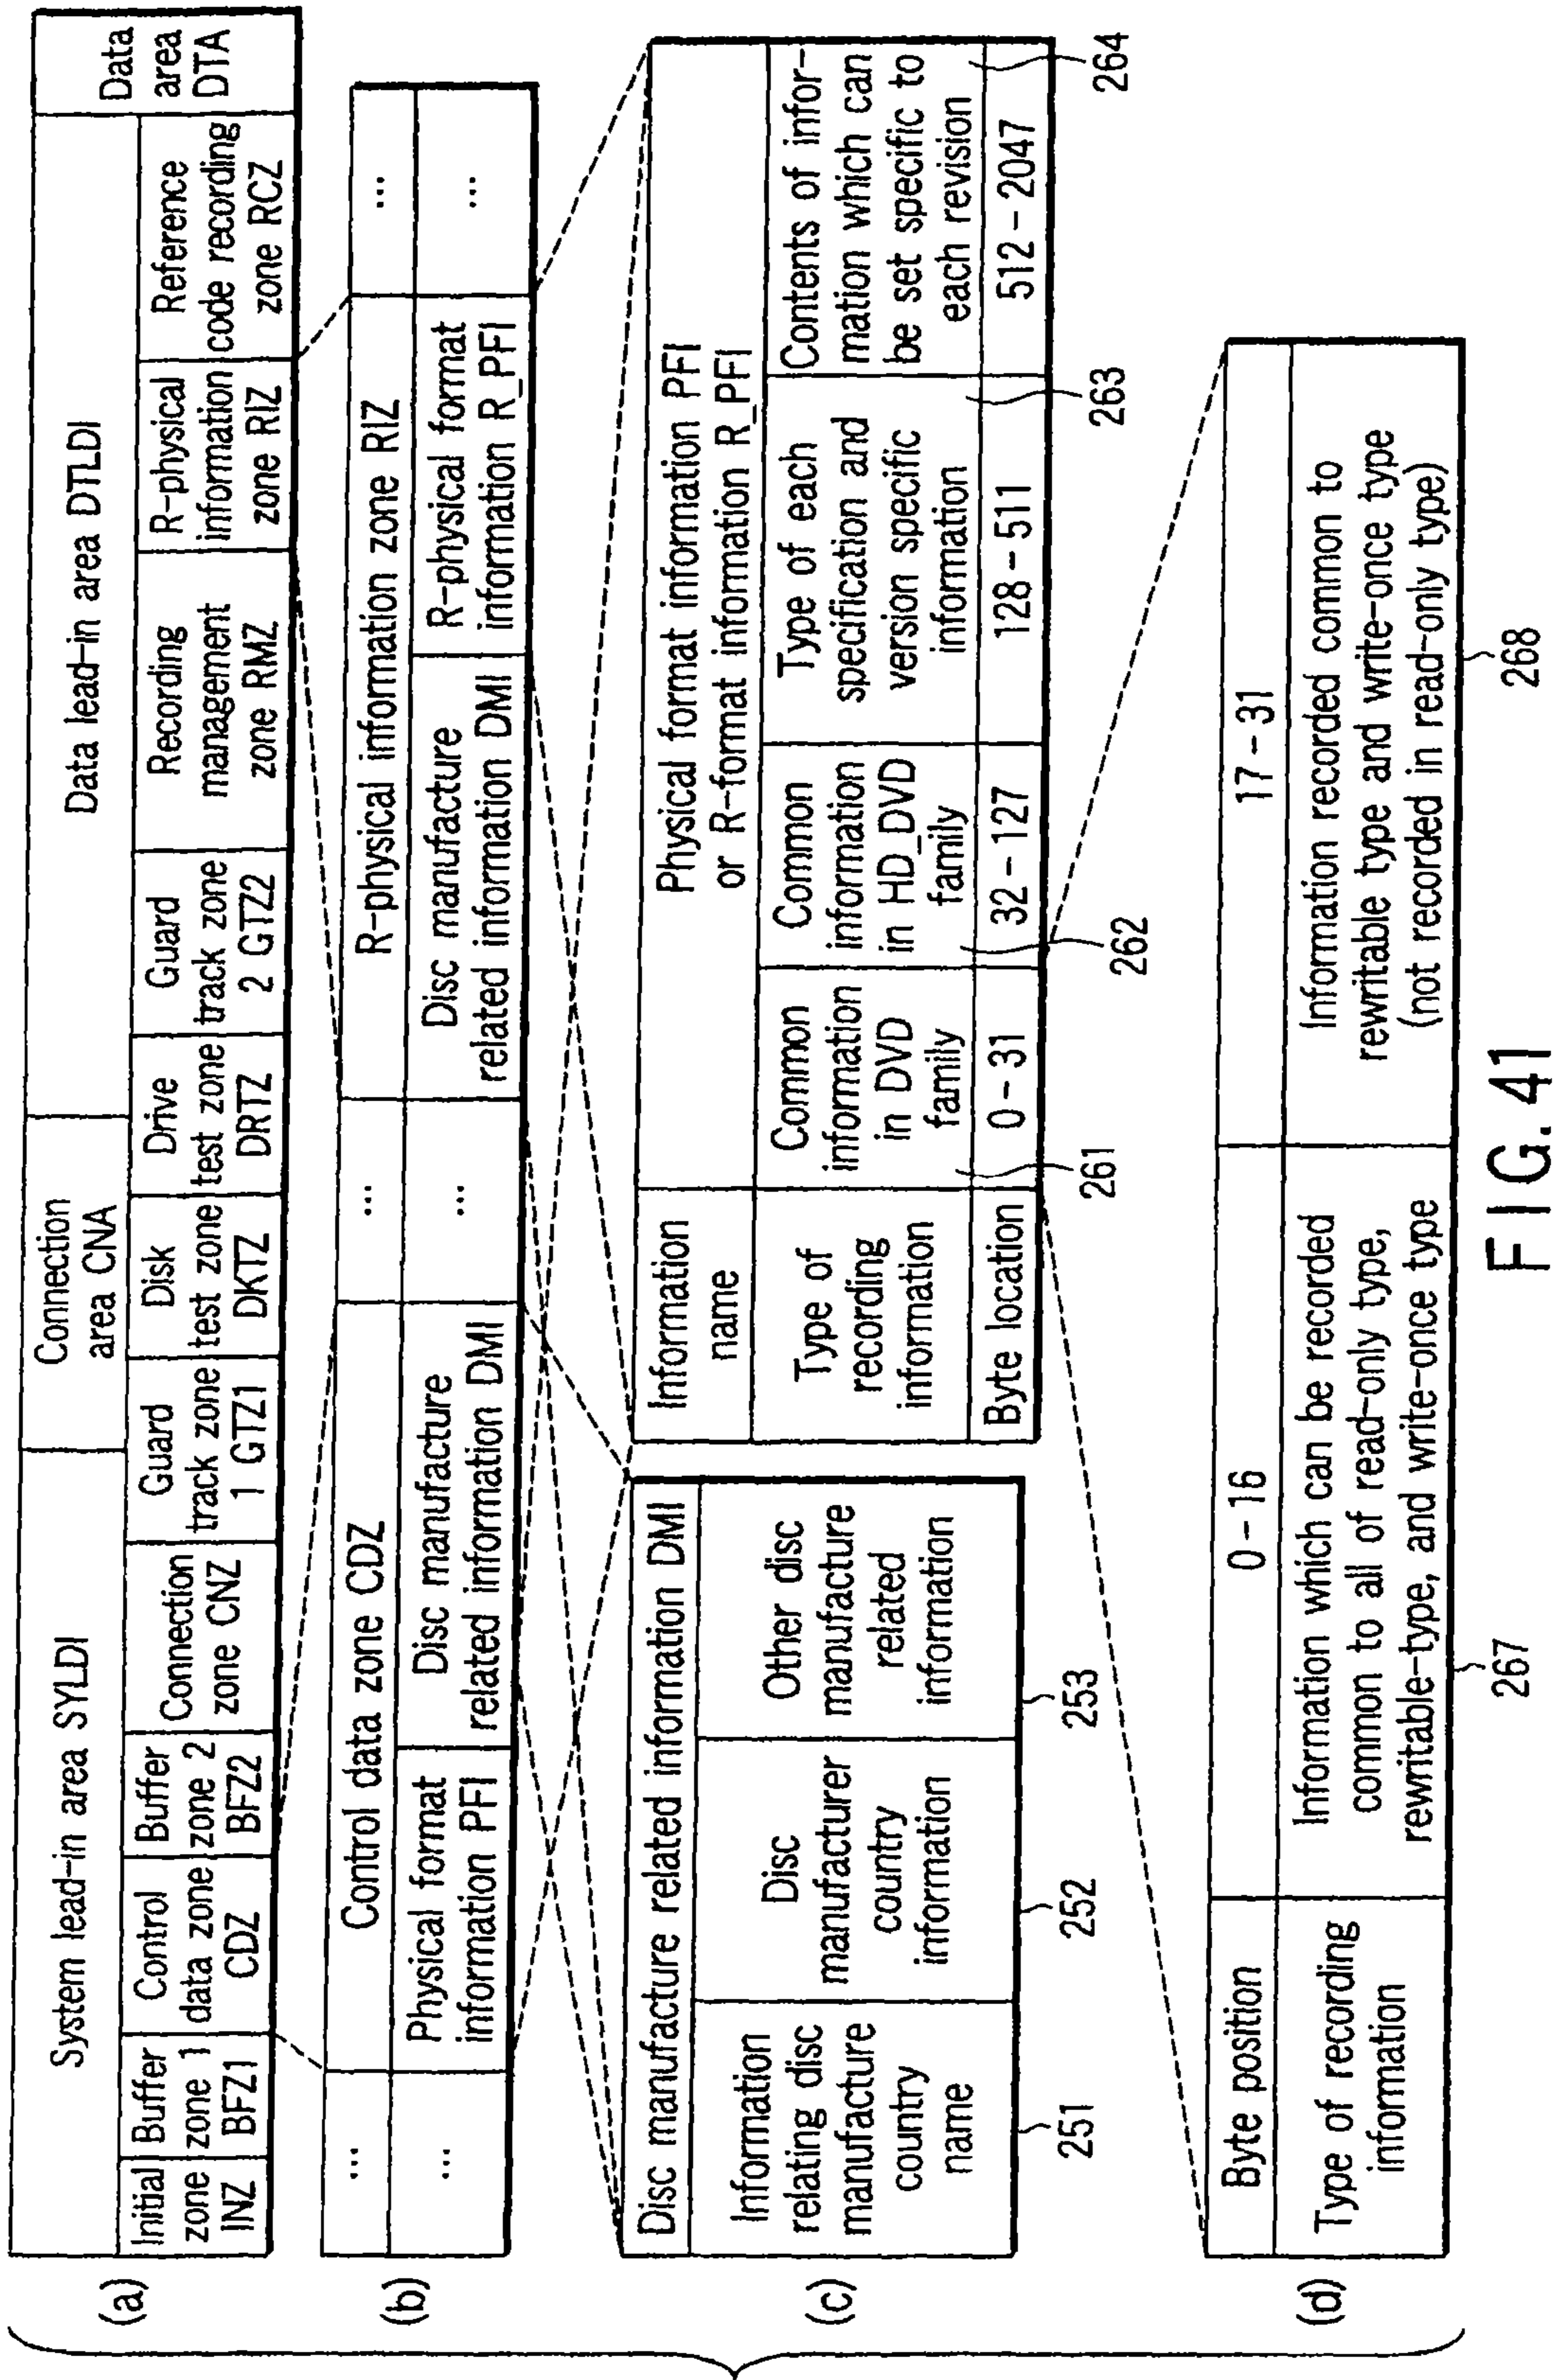 (a)
System lead-in area SYLDI
Connection
area CNA
Data lead-in area DTLDI
Data
area
DTA
Initial
zone
INZ
Buffer
zone 1
BFZ1
Control
data zone
CDZ
Buffer
zone 2
BFZ2
Connection
zone CNZ
Guard
track zone
1 GTZ1
Disk
test zone
DKTZ
Drive
test zone
DRTZ
Guard
track zone
2 GTZ2
Recording
management
zone RMZ
R-physical
information
zone RIZ
Reference
code recording
zone RCZ
(b)
...
Control data zone CDZ
...
R-physical information zone RIZ
...
...
Physical format
information PFI
Disc manufacture
related information DMI
...
Disc manufacture
related information DMI
R-physical format
information R_PFI
...
(c)
Disc manufacture related information DMI
Information
relating disc
manufacture
country
name
Disc
manufacturer
country
information
Other disc
manufacture
related
information
251
252
253
Information
name
Physical format information PFI
or R-format information R_PFI
Type of
recording
information
Common
information
in DVD
family
Common
information
in HD_DVD
family
Type of each
specification and
version specific
information
Contents of infor-
mation which can
be set specific to
each revision
Byte location
0 – 31
32 – 127
128 – 511
512 – 2047
261
262
263
264
(d)
Byte position
0 – 16
17 – 31
Type of recording
information
Information which can be recorded
common to all of read-only type,
rewritable-type, and write-once type
Information recorded common to
rewritable type and write-once type
(not recorded in read-only type)
267
268
FIG. 41